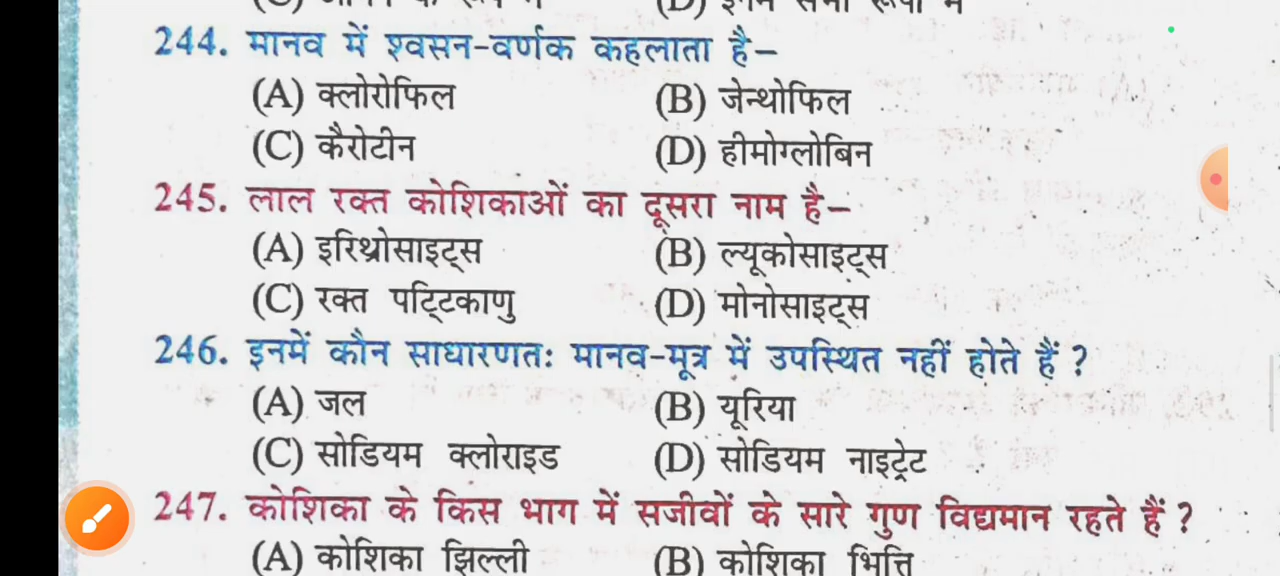 244. मानव में श्वसन-वर्णक कहलाता है–
(A) क्लोरोफिल (B) जेन्थोफिल
(C) कैरोटीन (D) हीमोग्लोबिन
245. लाल रक्त कोशिकाओं का दूसरा नाम है–
(A) इरिथ्रोसाइट्स (B) ल्यूकोसाइट्स
(C) रक्त पट्टिकाणु (D) मोनोसाइट्स
246. इनमें कौन साधारणतः मानव-मूत्र में उपस्थित नहीं होते हैं ?
(A) जल (B) यूरिया
(C) सोडियम क्लोराइड (D) सोडियम नाइट्रेट
247. कोशिका के किस भाग में सजीवों के सारे गुण विद्यमान रहते हैं ?
(A) कोशिका झिल्ली (B) कोशिका भित्ति